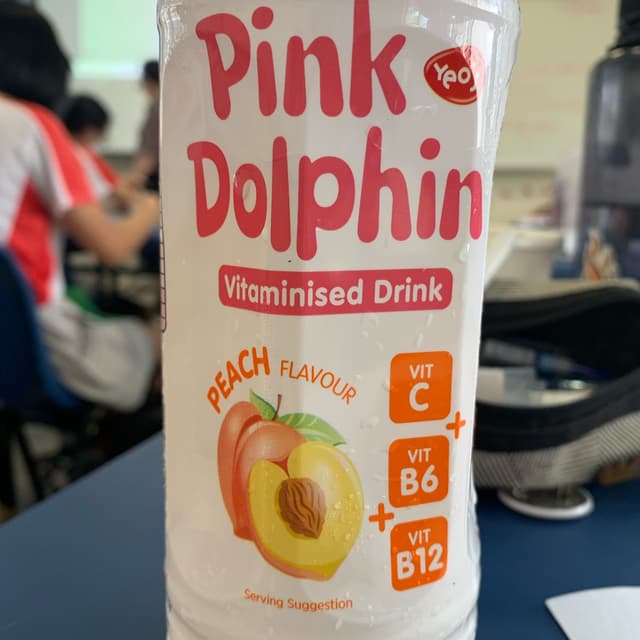 Pink
Yeo's
Dolphin
Vitaminised Drink
PEACH FLAVOUR
VIT
C
+
VIT
B6
+
VIT
B12
Serving Suggestion